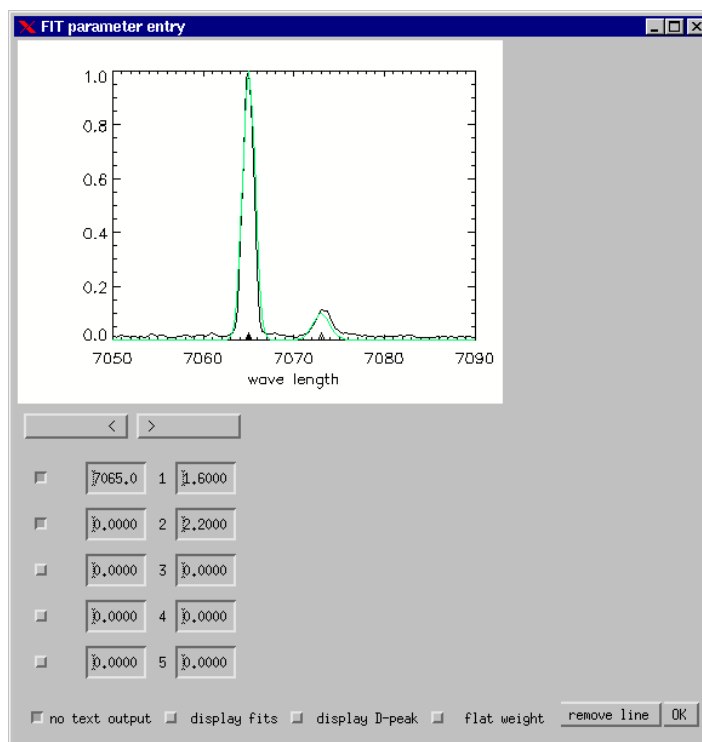 FIT parameter entry
1.0
0.8
0.6
0.4
0.2
0.0
7050 7060 7070 7080 7090
wave length
< >
7065.0 1 1.6000
0.0000 2 2.2000
0.0000 3 0.0000
0.0000 4 0.0000
0.0000 5 0.0000
no text output display fits display D-peak flat weight remove line OK